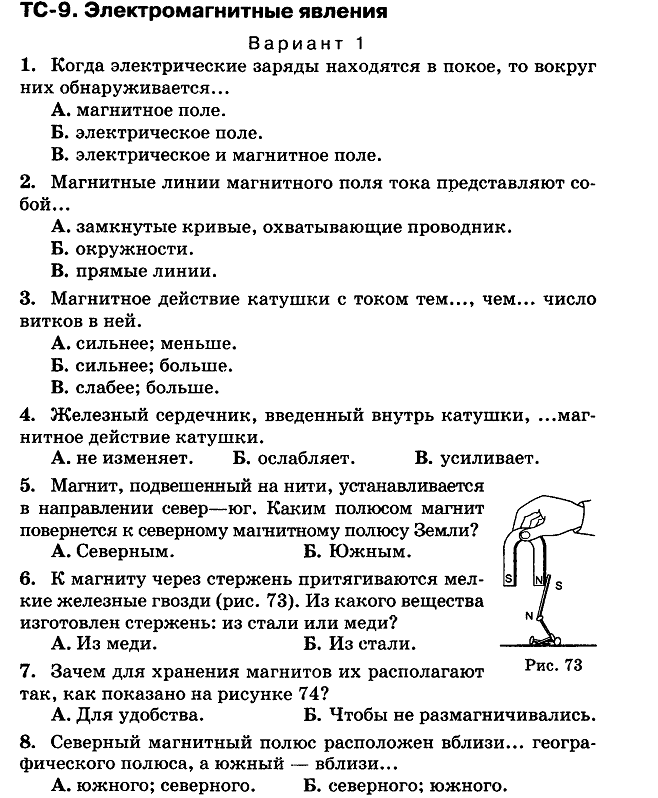 ТС-9. Электромагнитные явления
Вариант 1
1. Когда электрические заряды находятся в покое, то вокруг
них обнаруживается...
А. магнитное поле.
Б. электрическое поле.
В. электрическое и магнитное поле.
2. Магнитные линии магнитного поля тока представляют со-
бой...
А. замкнутые кривые, охватывающие проводник.
Б. окружности.
В. прямые линии.
3. Магнитное действие катушки с током тем..., чем... число
витков в ней.
А. сильнее; меньше.
Б. сильнее; больше.
В. слабее; больше.
4. Железный сердечник, введенный внутрь катушки, ...маг-
нитное действие катушки.
А. не изменяет. Б. ослабляет. В. усиливает.
5. Магнит, подвешенный на нити, устанавливается
в направлении север—юг. Каким полюсом магнит
повернется к северному магнитному полюсу Земли?
А. Северным. Б. Южным.
6. К магниту через стержень притягиваются мел-
кие железные гвозди (рис. 73). Из какого вещества
изготовлен стержень: из стали или меди?
А. Из меди. Б. Из стали.
S N S
N
Рис. 73
7. Зачем для хранения магнитов их располагают
так, как показано на рисунке 74?
А. Для удобства. Б. Чтобы не размагничивались.
8. Северный магнитный полюс расположен вблизи... геогра-
фического полюса, а южный — вблизи...
А. южного; северного. Б. северного; южного.